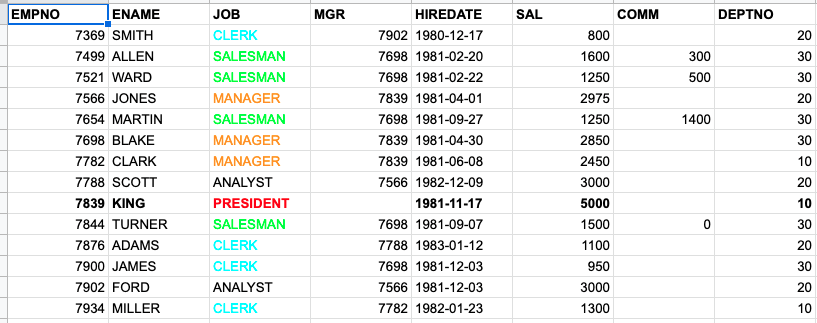 EMPNO ENAME JOB MGR HIREDATE SAL COMM DEPTNO
7369 SMITH CLERK 7902 1980-12-17 800 20
7499 ALLEN SALESMAN 7698 1981-02-20 1600 300 30
7521 WARD SALESMAN 7698 1981-02-22 1250 500 30
7566 JONES MANAGER 7839 1981-04-01 2975 20
7654 MARTIN SALESMAN 7698 1981-09-27 1250 1400 30
7698 BLAKE MANAGER 7839 1981-04-30 2850 30
7782 CLARK MANAGER 7839 1981-06-08 2450 10
7788 SCOTT ANALYST 7566 1982-12-09 3000 20
7839 KING PRESIDENT 1981-11-17 5000 10
7844 TURNER SALESMAN 7698 1981-09-07 1500 0 30
7876 ADAMS CLERK 7788 1983-01-12 1100 20
7900 JAMES CLERK 7698 1981-12-03 950 30
7902 FORD ANALYST 7566 1981-12-03 3000 20
7934 MILLER CLERK 7782 1982-01-23 1300 10